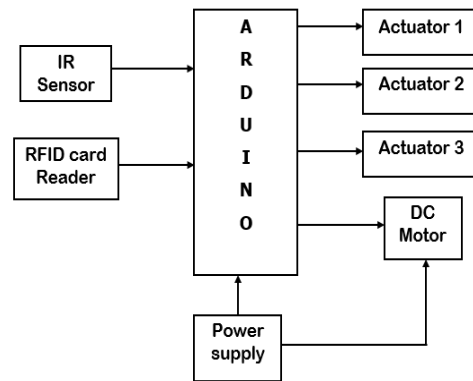 IR
Sensor
RFID card
Reader
A
R
D
U
I
N
O
Actuator 1
Actuator 2
Actuator 3
DC
Motor
Power
supply